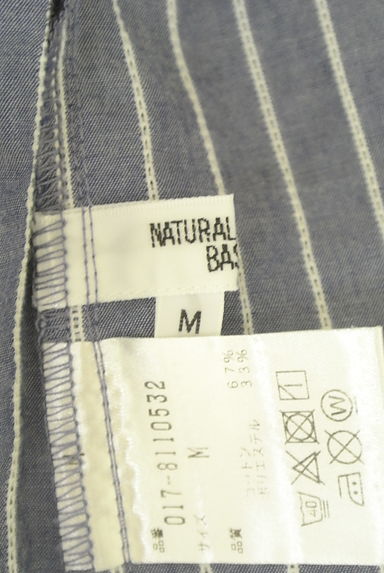 NATURAL
BAS
M
品番 017-8110532
サイズ M
品質 コットン 67%
ポリエステル 33%
40
W